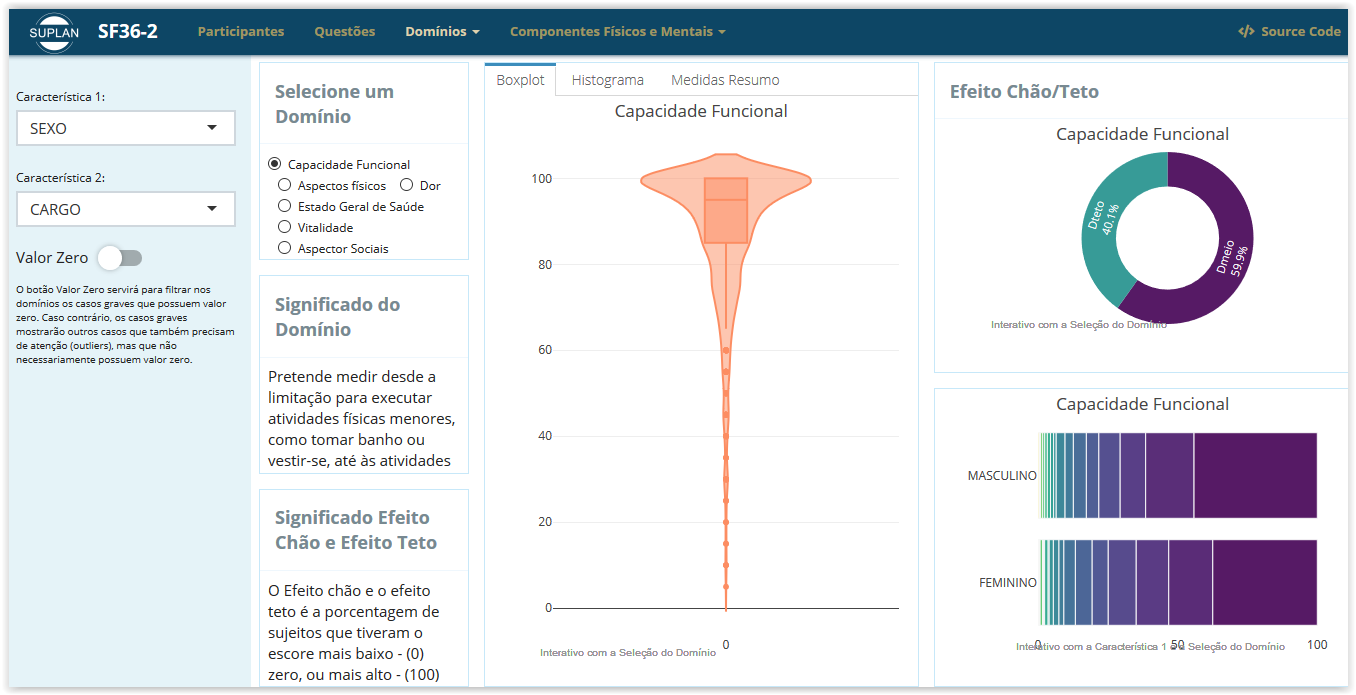 SUPLAN
SF36-2
Participantes
Questões
Domínios
Componentes Físicos e Mentais
</> Source Code
Característica 1:
SEXO
Característica 2:
CARGO
Valor Zero
O botão Valor Zero servirá para filtrar nos
domínios os casos graves que possuem valor
zero. Caso contrário, os casos graves
mostrarão outros casos que também precisam
de atenção (outliers), mas que não
necessariamente possuem valor zero.
Selecione um
Domínio
Capacidade Funcional
Aspectos físicos
Dor
Estado Geral de Saúde
Vitalidade
Aspector Sociais
Significado do
Domínio
Pretende medir desde a
limitação para executar
atividades físicas menores,
como tomar banho ou
vestir-se, até às atividades
Significado Efeito
Chão e Efeito Teto
O Efeito chão e o efeito
teto é a porcentagem de
sujeitos que tiveram o
escore mais baixo - (0)
zero, ou mais alto - (100)
Boxplot
Histograma
Medidas Resumo
Capacidade Funcional
100
80
60
40
20
0
0
Interativo com a Seleção do Domínio
Efeito Chão/Teto
Capacidade Funcional
Dteto
40.1%
Dmeio
59.9%
Interativo com a Seleção do Domínio
Capacidade Funcional
MASCULINO
FEMININO
0
50
100
Interativo com a Característica 1 e a Seleção do Domínio